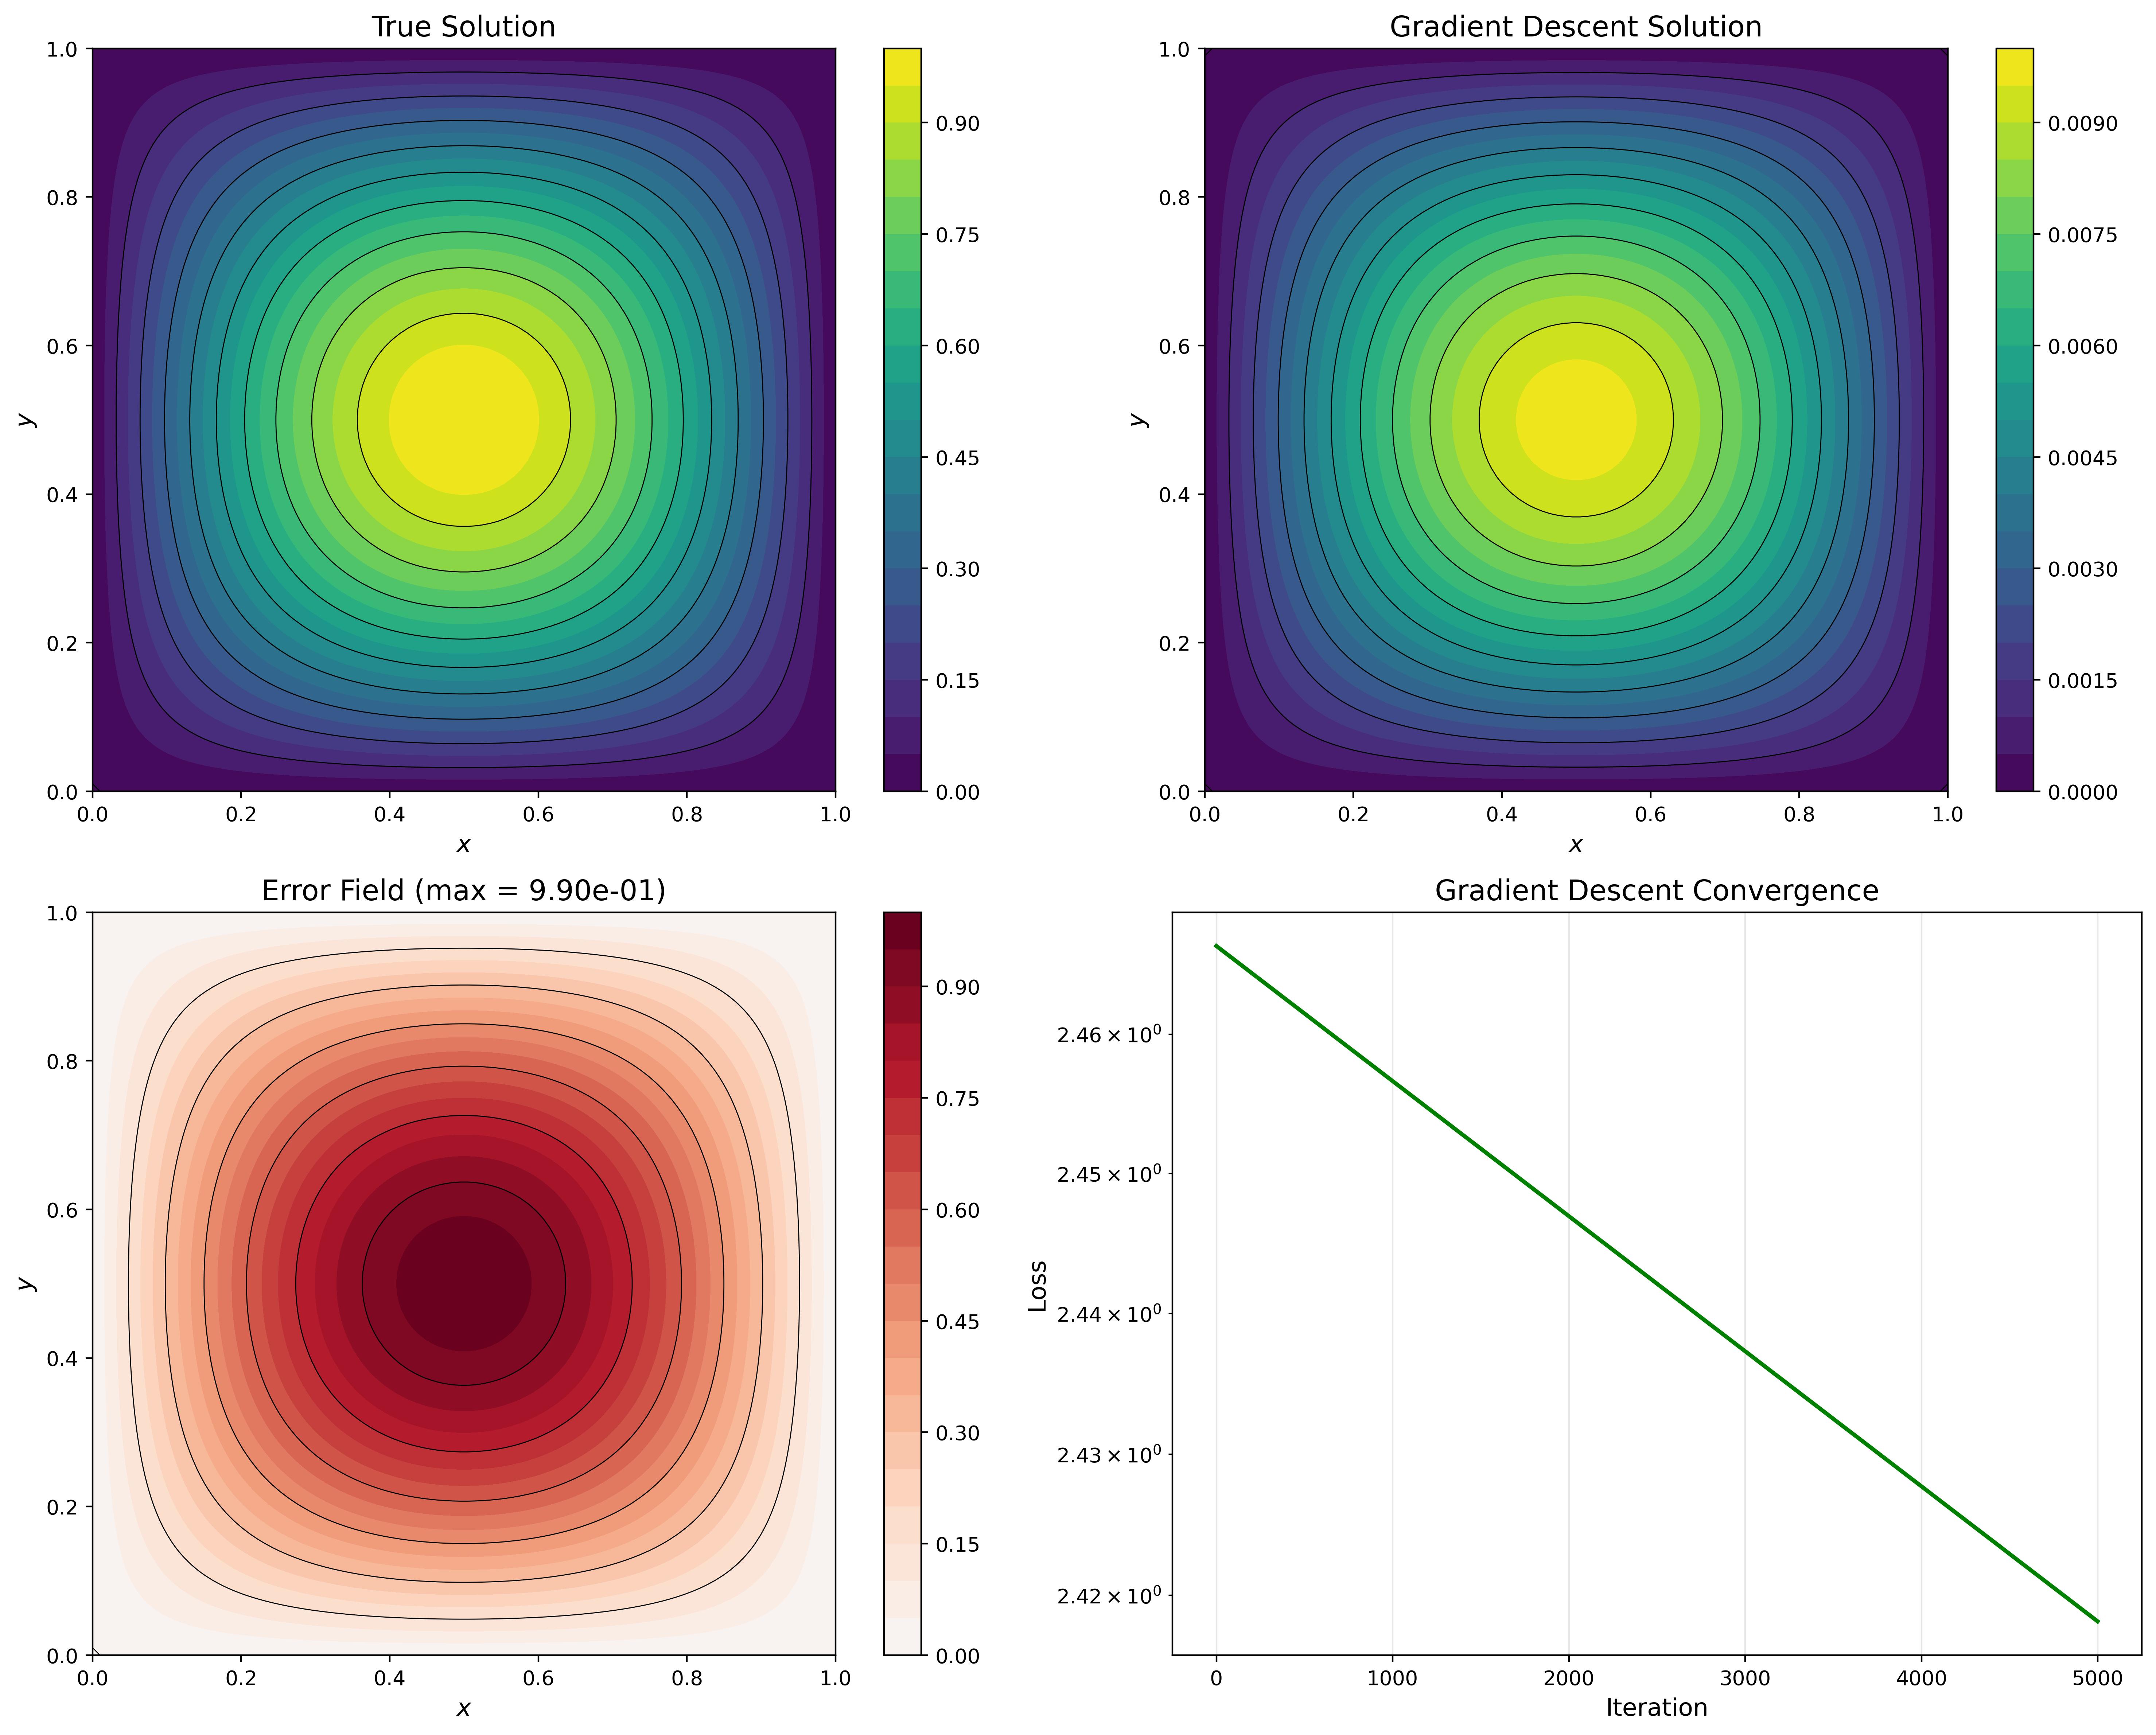 True Solution
1.0
0.8
0.6
0.4
0.2
0.0
y
0.0 0.2 0.4 0.6 0.8 1.0
x
0.90
0.75
0.60
0.45
0.30
0.15
0.00
Gradient Descent Solution
1.0
0.8
0.6
0.4
0.2
0.0
y
0.0 0.2 0.4 0.6 0.8 1.0
x
0.0090
0.0075
0.0060
0.0045
0.0030
0.0015
0.0000
Error Field (max = 9.90e-01)
1.0
0.8
0.6
0.4
0.2
0.0
y
0.0 0.2 0.4 0.6 0.8 1.0
x
0.90
0.75
0.60
0.45
0.30
0.15
0.00
Gradient Descent Convergence
2.46 × 10⁰
2.45 × 10⁰
2.44 × 10⁰
2.43 × 10⁰
2.42 × 10⁰
Loss
0 1000 2000 3000 4000 5000
Iteration